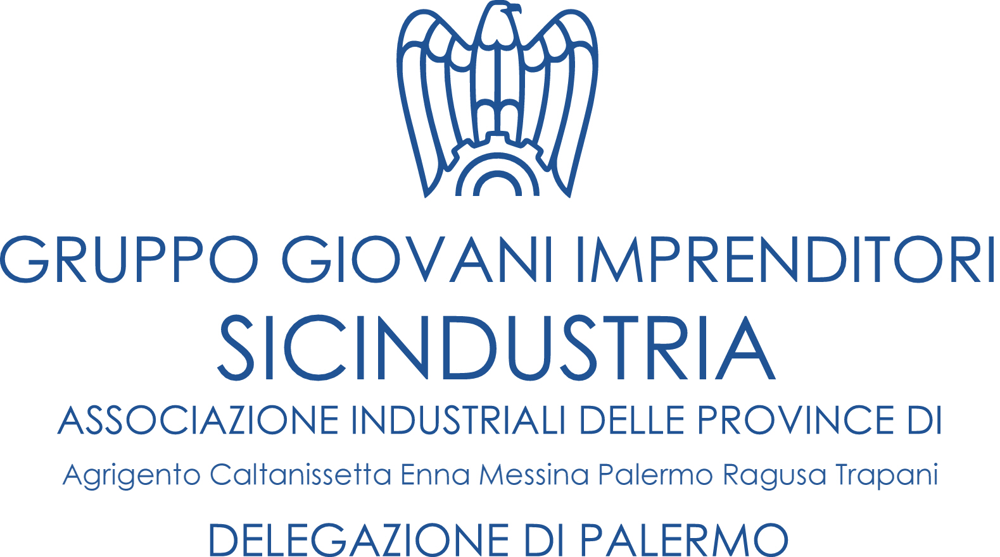 GRUPPO GIOVANI IMPRENDITORI
SICINDUSTRIA
ASSOCIAZIONE INDUSTRIALI DELLE PROVINCE DI
Agrigento Caltanissetta Enna Messina Palermo Ragusa Trapani
DELEGAZIONE DI PALERMO